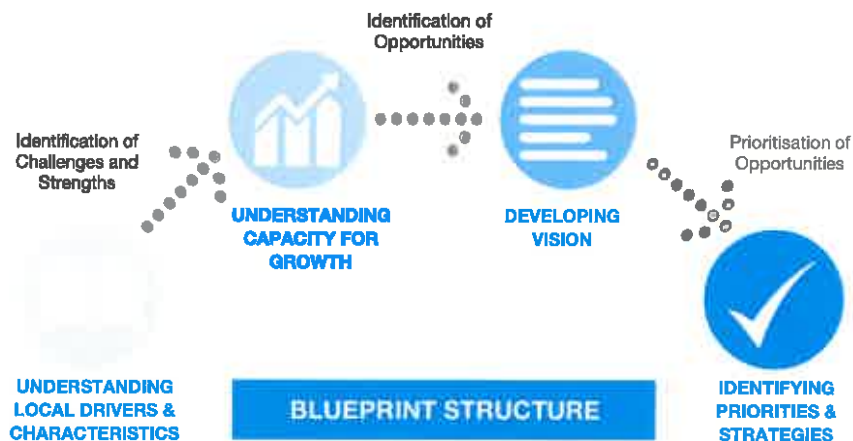 Identification of
Opportunities
Identification of
Challenges and
Strengths
Prioritisation of
Opportunities
UNDERSTANDING
CAPACITY FOR
GROWTH
DEVELOPING
VISION
UNDERSTANDING
LOCAL DRIVERS &
CHARACTERISTICS
BLUEPRINT STRUCTURE
IDENTIFYING
PRIORITIES &
STRATEGIES